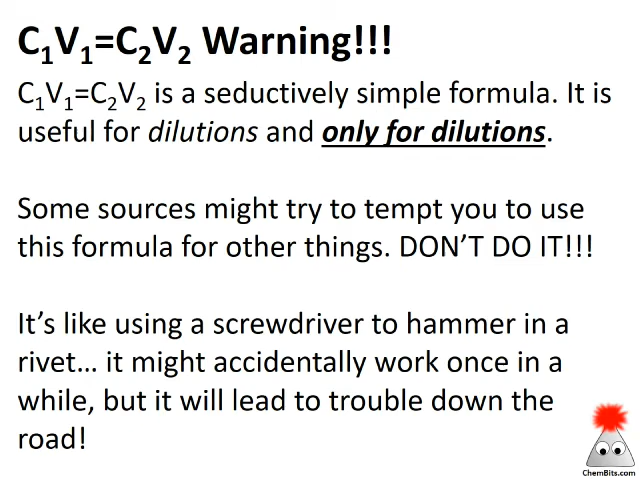 C₁V₁=C₂V₂ Warning!!!
C₁V₁=C₂V₂ is a seductively simple formula. It is
useful for dilutions and only for dilutions.
Some sources might try to tempt you to use
this formula for other things. DON’T DO IT!!!
It’s like using a screwdriver to hammer in a
rivet… it might accidentally work once in a
while, but it will lead to trouble down the
road!
ChemBits.com